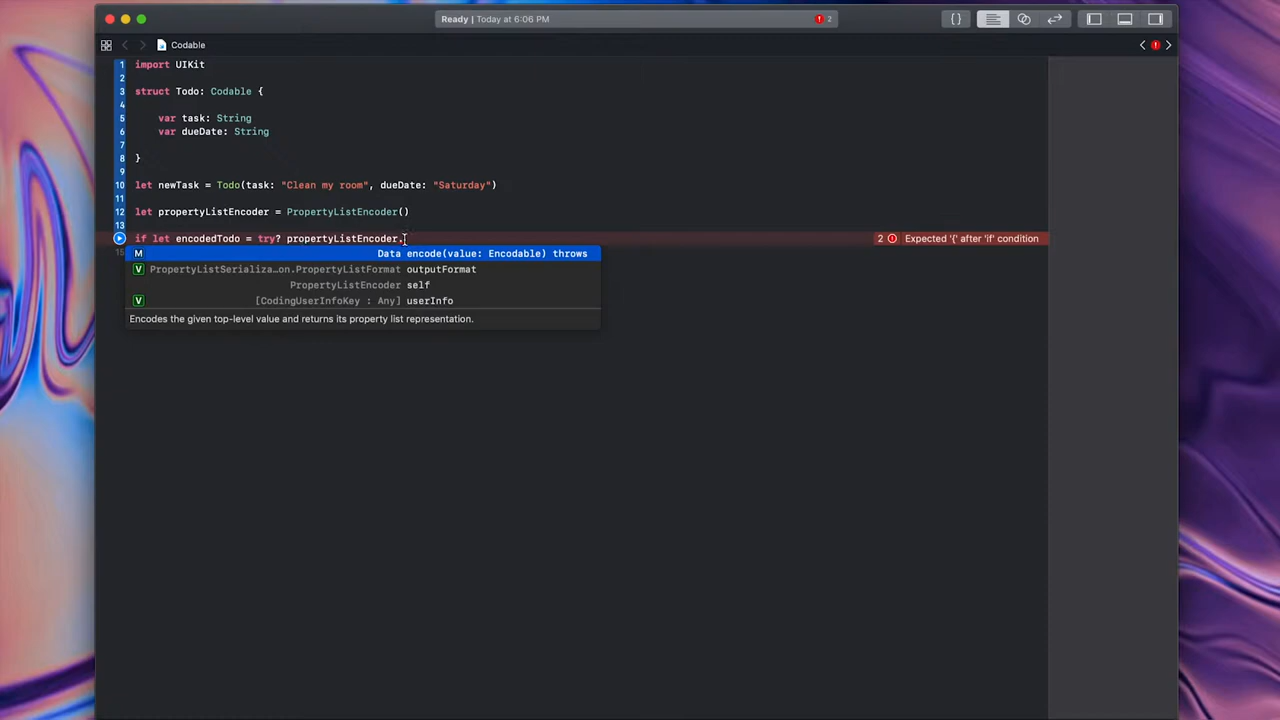 Ready | Today at 6:06 PM
2
{ }
Codable
1 import UIKit
2
3 struct Todo: Codable {
4
5 var task: String
6 var dueDate: String
7
8 }
9
10 let newTask = Todo(task: "Clean my room", dueDate: "Saturday")
11
12 let propertyListEncoder = PropertyListEncoder()
13
if let encodedTodo = try? propertyListEncoder. 2 Expected '{' after 'if' condition
M Data encode(value: Encodable) throws
V PropertyListSerializa…on.PropertyListFormat outputFormat
PropertyListEncoder self
V [CodingUserInfoKey : Any] userInfo
Encodes the given top-level value and returns its property list representation.